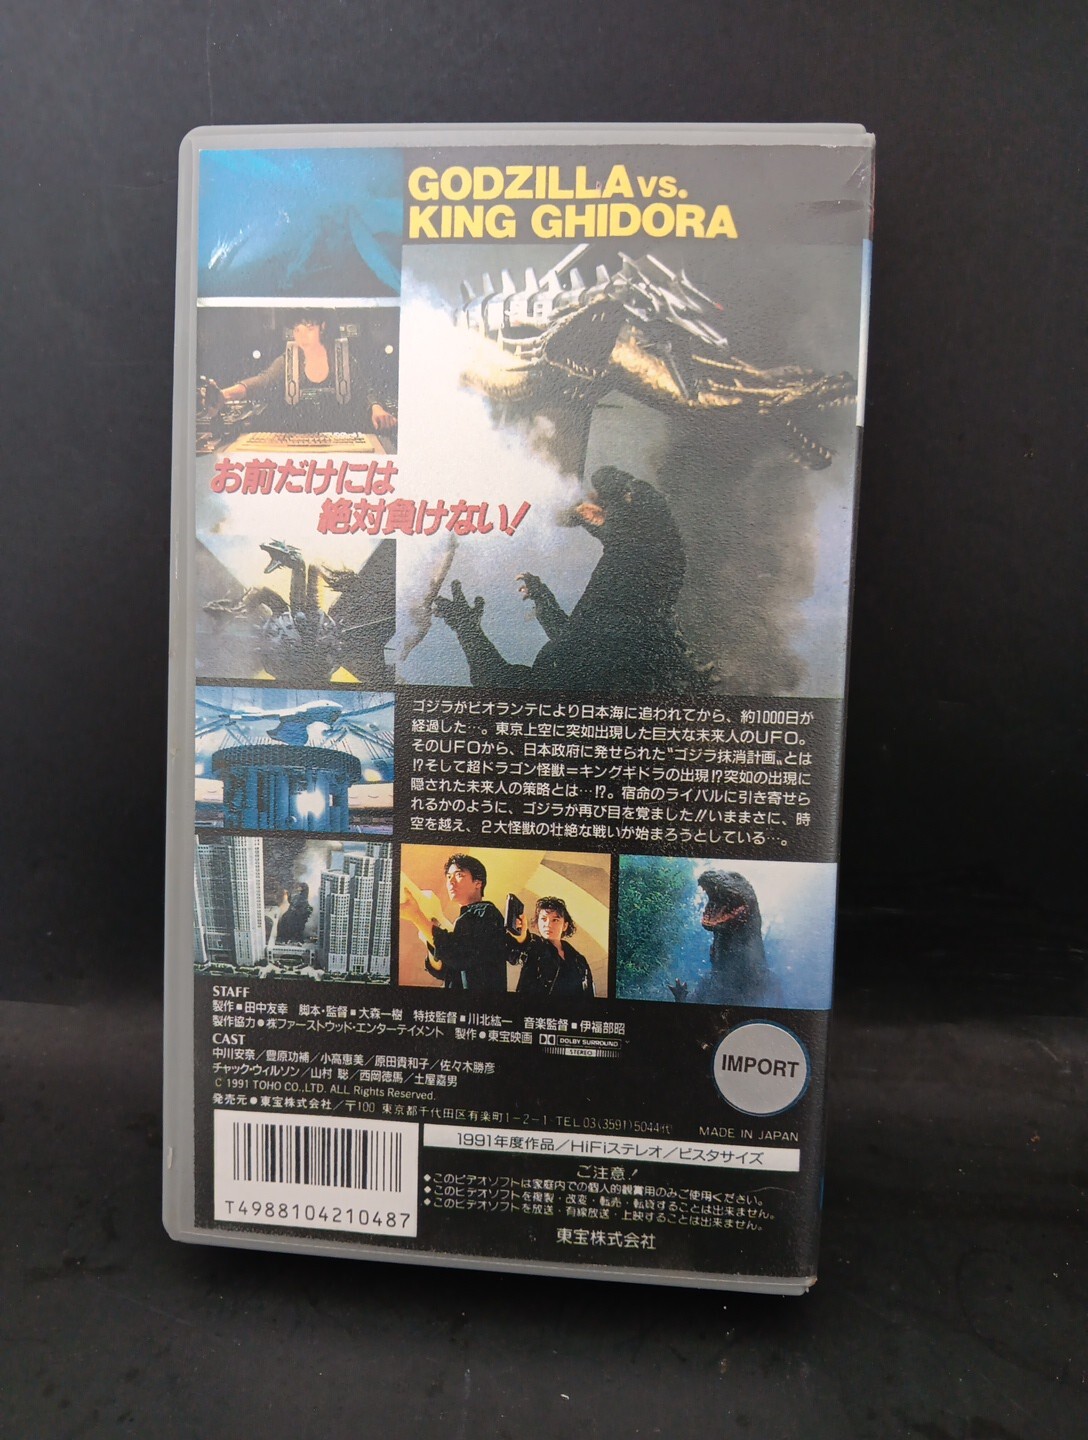 GODZILLA VS.
KING GHIDORA
お前だけには
絶対負けない!
ゴジラがビオランテにより日本海に追われてから、約1000日が
経過した…。東京上空に突如出現した巨大な未来人のUFO。
そのUFOから、日本政府に発せられた〝ゴジラ抹消計画〟とは
!?そして超ドラゴン怪獣=キングギドラの出現!?突如の出現に
隠された未来人の策略とは…!?。宿命のライバルに引き寄せら
れるかのように、ゴジラが再び目を覚ました!!いままさに、時
空を越え、2大怪獣の壮絶な戦いが始まろうとしている…。
STAFF
製作■田中友幸 脚本・監督■大森一樹 特技監督■川北紘一 音楽監督■伊福部昭
製作協力●㈱ファーストウッド・エンターテイメント 製作●東宝映画 DOLBY SURROUND
STEREO
CAST
中川安奈/豊原功補/小高恵美/原田貴和子/佐々木勝彦
チャック・ウィルソン/山村 聡/西岡徳馬/土屋嘉男
© 1991 TOHO CO.,LTD. ALL Rights Reserved.
発売元●東宝株式会社/〒100 東京都千代田区有楽町1-2-1・TEL.03(3591)5044代
IMPORT
MADE IN JAPAN
1991年度作品/HiFiステレオ/ビスタサイズ
ご注意!
◆このビデオソフトは家庭内での個人的観賞用のみご使用ください。
◆このビデオソフトを複製・改変・転売・転貸することは出来ません。
◆このビデオソフトを放送・有線放送・上映することは出来ません。
東宝株式会社
T4988104210487